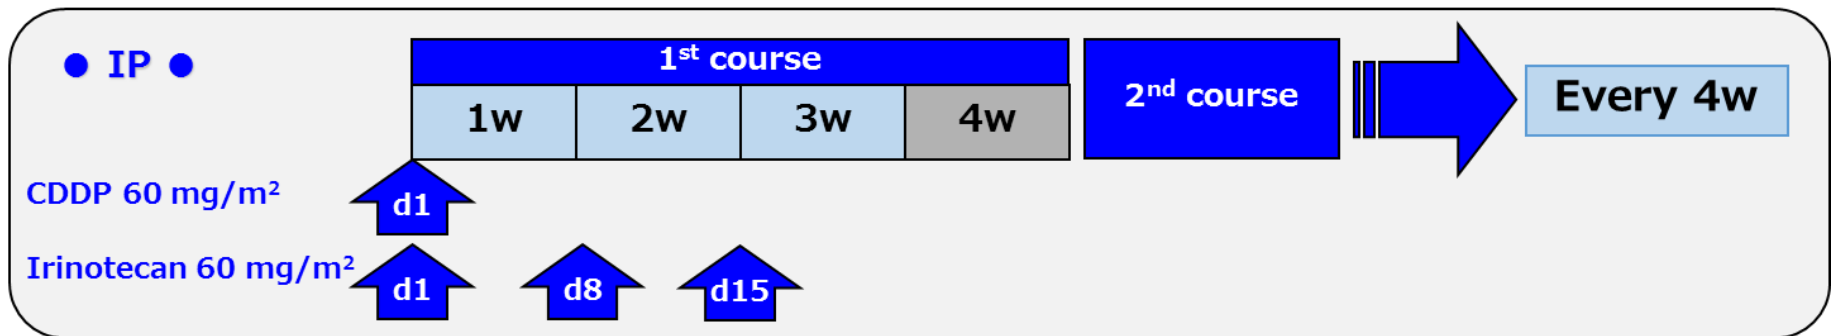 ● IP ●
1st course
1w 2w 3w 4w
2nd course
Every 4w
CDDP 60 mg/m²
d1
Irinotecan 60 mg/m²
d1 d8 d15